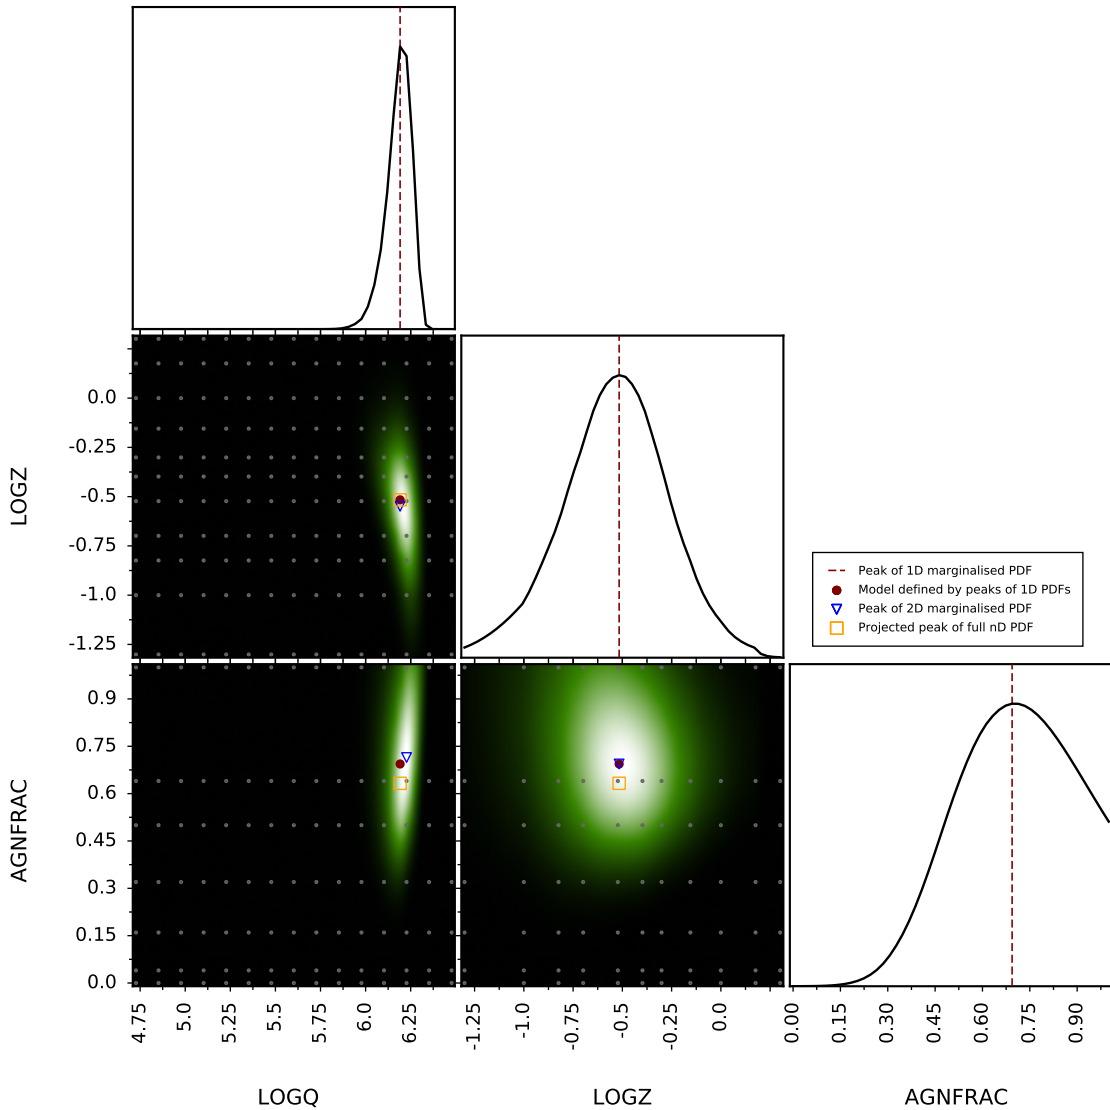 LOGZ
0.0
-0.25
-0.5
-0.75
-1.0
-1.25
Peak of 1D marginalised PDF
Model defined by peaks of 1D PDFs
Peak of 2D marginalised PDF
Projected peak of full nD PDF
AGNFRAC
0.9
0.75
0.6
0.45
0.3
0.15
0.0
4.75 5.0 5.25 5.5 5.75 6.0 6.25
-1.25 -1.0 -0.75 -0.5 -0.25 0.0
0.00 0.15 0.30 0.45 0.60 0.75 0.90
LOGQ LOGZ AGNFRAC